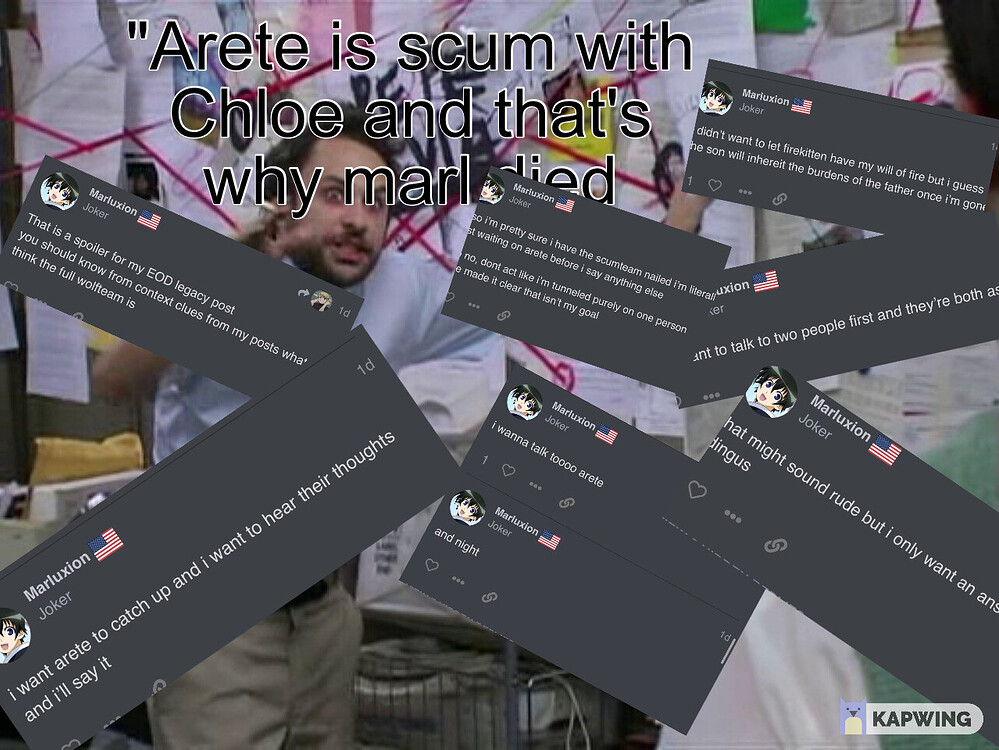 "Arete is scum with
Chloe and that's
why marl died
Marluxion
Joker
didn't want to let firekitten have my will of fire but i guess
he son will inhereit the burdens of the father once i'm gone
1
Marluxion
Joker
That is a spoiler for my EOD legacy post
you should know from context clues from my posts what
think the full wolfteam is
1d
Marluxion
Joker
so i'm pretty sure i have the scumteam nailed i'm literall
st waiting on arete before i say anything else
no. dont act like i'm tunneled purely on one person
e made it clear that isn't my goal
uxion
ker
ant to talk to two people first and they're both as
Marluxion
Joker
hat might sound rude but i only want an ans
dingus
Marluxion
Joker
i wanna talk toooo arete
1
Marluxion
Joker
and night
1d
1d
Marluxion
Joker
i want arete to catch up and i want to hear their thoughts
and i'll say it
KAPWING